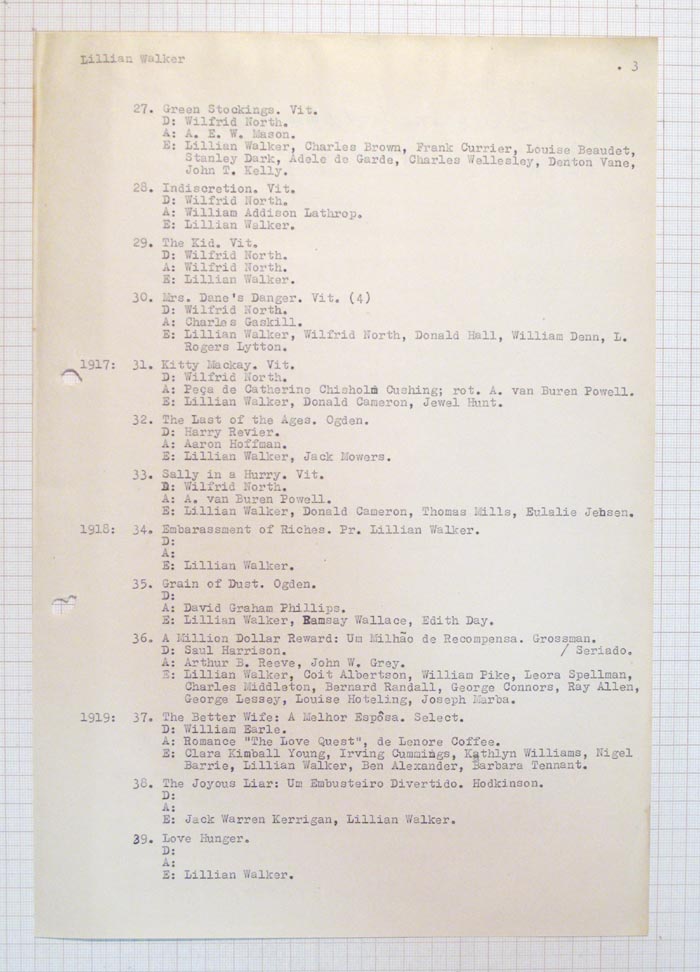 Lillian Walker
. 3
27. Green Stockings. Vit.
D: Wilfrid North.
A: A. E. W. Mason.
E: Lillian Walker, Charles Brown, Frank Currier, Louise Beaudet,
Stanley Dark, Adele de Garde, Charles Wellesley, Denton Vane,
John T. Kelly.
28. Indiscretion. Vit.
D: Wilfrid North.
A: William Addison Lathrop.
E: Lillian Walker.
29. The Kid. Vit.
D: Wilfrid North.
A: Wilfrid North.
E: Lillian Walker.
30. Mrs. Dane's Danger. Vit. (4)
D: Wilfrid North.
A: Charles Gaskill.
E: Lillian Walker, Wilfrid North, Donald Hall, William Denn, L.
Rogers Lytton.
1917: 31. Kitty Mackay. Vit.
D: Wilfrid North.
A: Peça de Catherine Chisholm Cushing; rot. A. van Buren Powell.
E: Lillian Walker, Donald Cameron, Jewel Hunt.
32. The Last of the Ages. Ogden.
D: Harry Revier.
A: Aaron Hoffman.
E: Lillian Walker, Jack Mowers.
33. Sally in a Hurry. Vit.
D: Wilfrid North.
A: A. van Buren Powell.
E: Lillian Walker, Donald Cameron, Thomas Mills, Eulalie Jensen.
1918: 34. Embarassment of Riches. Pr. Lillian Walker.
D:
A:
E: Lillian Walker.
35. Grain of Dust. Ogden.
D:
A: David Graham Phillips.
E: Lillian Walker, Ramsay Wallace, Edith Day.
36. A Million Dollar Reward: Um Milhão de Recompensa. Grossman.
D: Saul Harrison. / Seriado.
A: Arthur B. Reeve, John W. Grey.
E: Lillian Walker, Coit Albertson, William Pike, Leora Spellman,
Charles Middleton, Bernard Randall, George Connors, Ray Allen,
George Lessey, Louise Hoteling, Joseph Marba.
1919: 37. The Better Wife: A Melhor Espôsa. Select.
D: William Earle.
A: Romance "The Love Quest", de Lenore Coffee.
E: Clara Kimball Young, Irving Cummings, Kathlyn Williams, Nigel
Barrie, Lillian Walker, Ben Alexander, Barbara Tennant.
38. The Joyous Liar: Um Embusteiro Divertido. Hodkinson.
D:
A:
E: Jack Warren Kerrigan, Lillian Walker.
39. Love Hunger.
D:
A:
E: Lillian Walker.